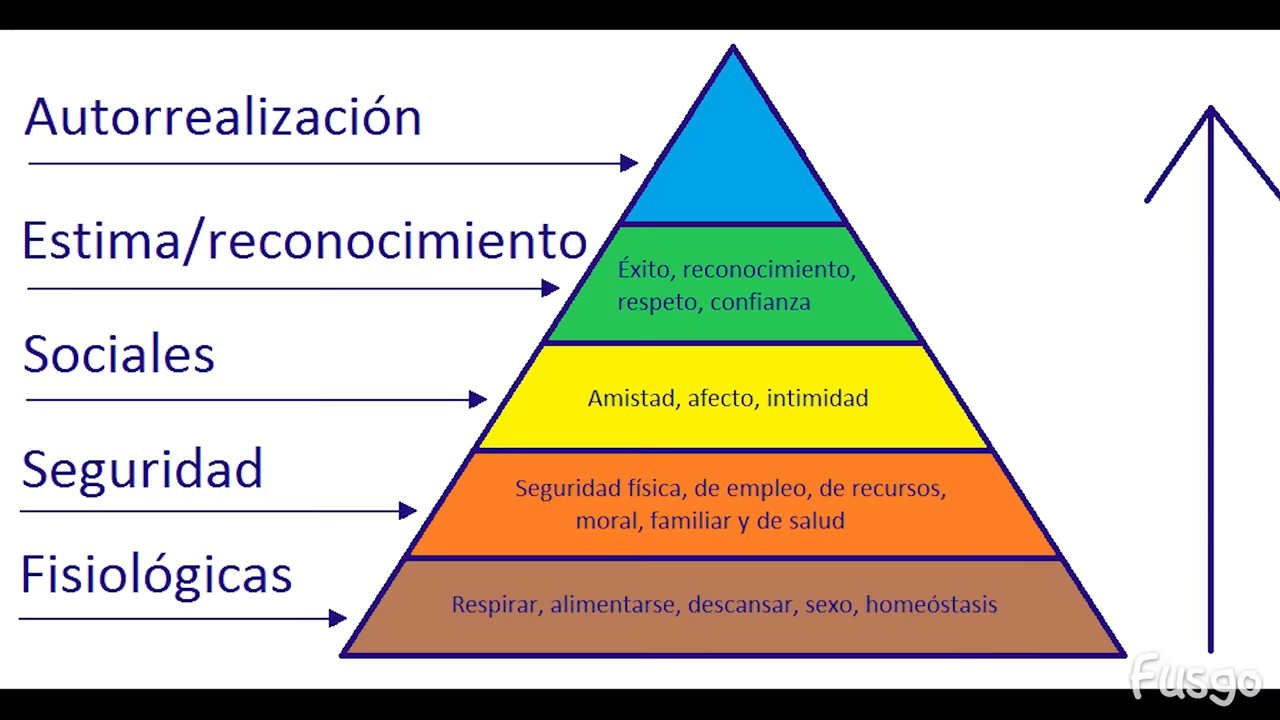 Autorrealización
Estima/reconocimiento
Éxito, reconocimiento,
respeto, confianza
Sociales
Amistad, afecto, intimidad
Seguridad
Seguridad física, de empleo, de recursos,
moral, familiar y de salud
Fisiológicas
Respirar, alimentarse, descansar, sexo, homeóstasis
Fusgo